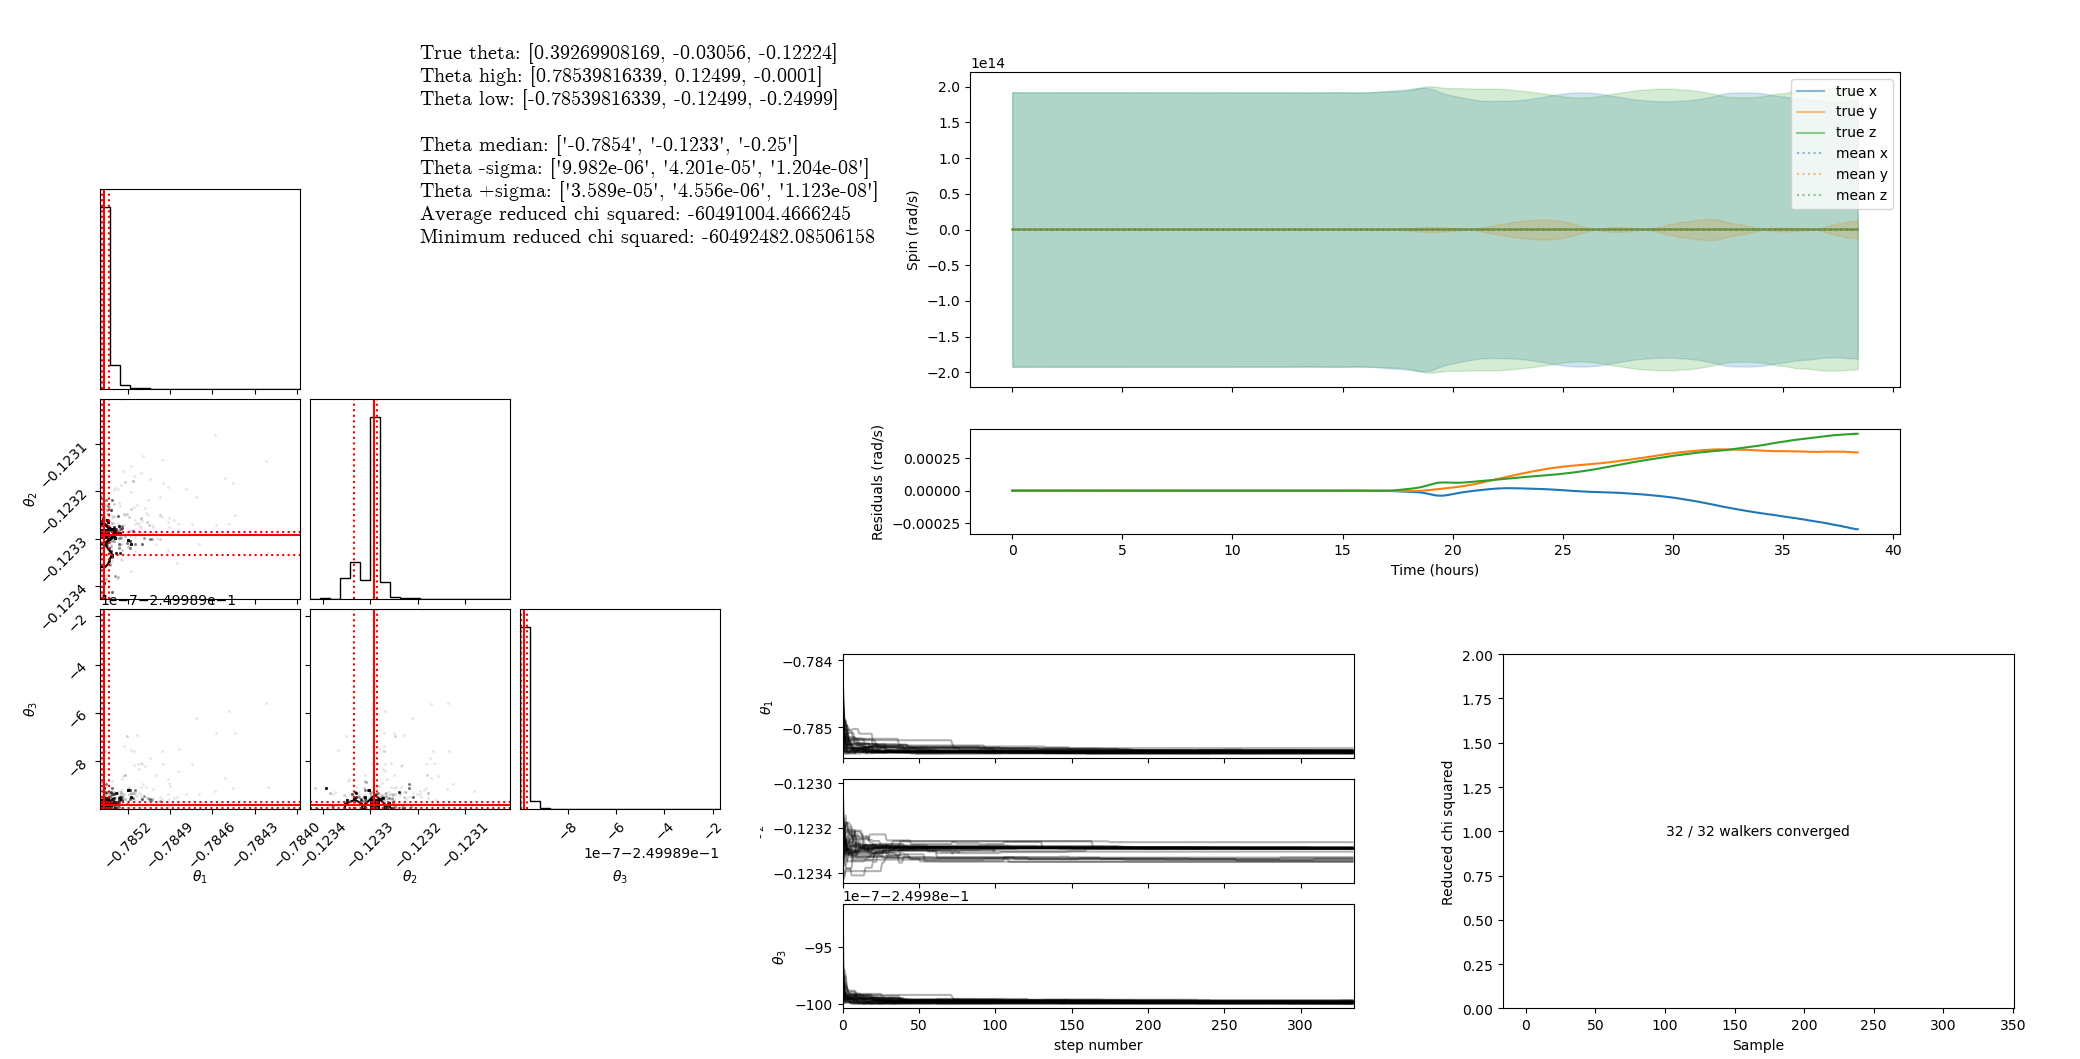 True theta: [0.39269908169, -0.03056, -0.12224]
Theta high: [0.78539816339, 0.12499, -0.0001]
Theta low: [-0.78539816339, -0.12499, -0.24999]
Theta median: ['-0.7854', '-0.1233', '-0.25']
Theta -sigma: ['9.982e-06', '4.201e-05', '1.204e-08']
Theta +sigma: ['3.589e-05', '4.556e-06', '1.123e-08']
Average reduced chi squared: -60491004.4666245
Minimum reduced chi squared: -60492482.08506158
1e14
2.0
1.5
1.0
0.5
0.0
−0.5
−1.0
−1.5
−2.0
Spin (rad/s)
true x
true y
true z
mean x
mean y
mean z
0.00025
0.00000
−0.00025
Residuals (rad/s)
0 5 10 15 20 25 30 35 40
Time (hours)
−0.1231
−0.1232
−0.1233
−0.1234
θ2
1e−7−2.49989e−1
−2
−4
−6
−8
θ3
−0.7852 −0.7849 −0.7846 −0.7843 −0.7840
θ1
−0.1234 −0.1233 −0.1232 −0.1231
θ2
−8 −6 −4 −2
1e−7−2.49989e−1
θ3
−0.784
−0.785
θ1
−0.1230
−0.1232
−0.1234
1e−7−2.4998e−1
−95
−100
θ3
0 50 100 150 200 250 300
step number
2.00
1.75
1.50
1.25
1.00
0.75
0.50
0.25
0.00
Reduced chi squared
32 / 32 walkers converged
0 50 100 150 200 250 300 350
Sample